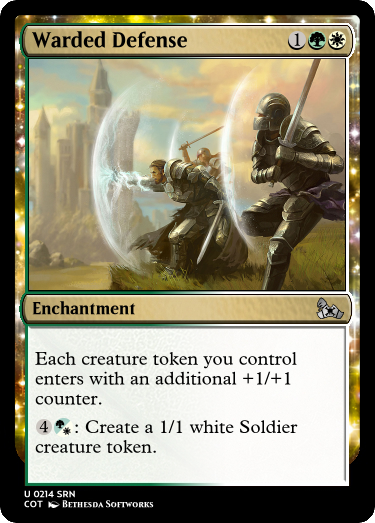 Warded Defense 1
Enchantment
Each creature token you control
enters with an additional +1/+1
counter.
4 : Create a 1/1 white Soldier
creature token.
U 0214 SRN
COT BETHESDA SOFTWORKS